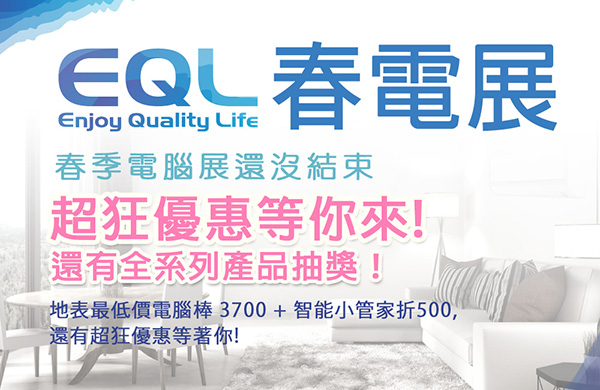 EQL 春電展
Enjoy Quality Life
春季電腦展還沒結束
超狂優惠等你來!
還有全系列產品抽獎！
地表最低價電腦棒 3700 + 智能小管家折500,
還有超狂優惠等著你!